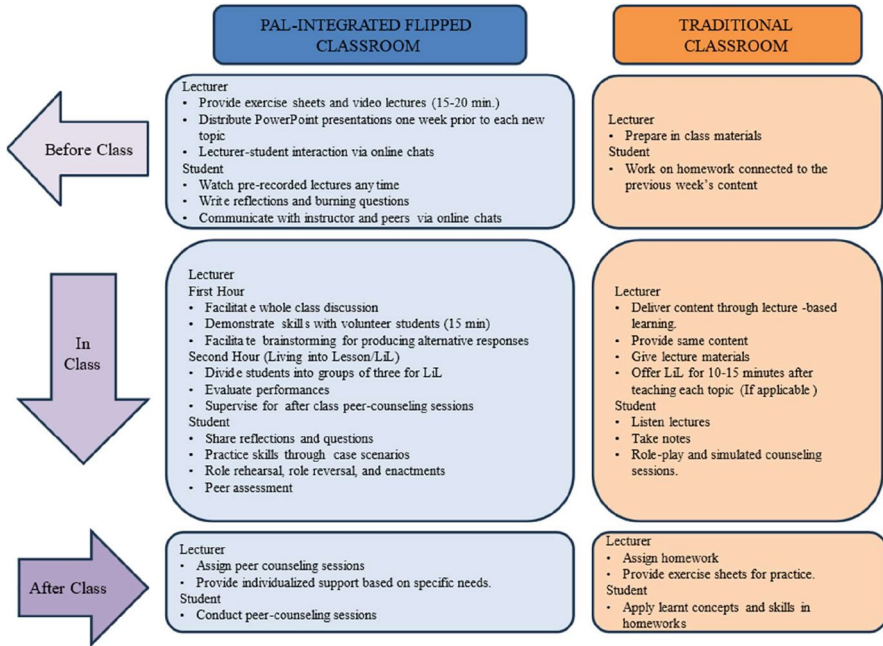 PAL-INTEGRATED FLIPPED
CLASSROOM
TRADITIONAL
CLASSROOM
Before Class
Lecturer
• Provide exercise sheets and video lectures (15-20 min.)
• Distribute PowerPoint presentations one week prior to each new
topic
• Lecturer-student interaction via online chats
Student
• Watch pre-recorded lectures any time
• Write reflections and burning questions
• Communicate with instructor and peers via online chats
Lecturer
• Prepare in class materials
Student
• Work on homework connected to the
previous week's content
In
Class
Lecturer
First Hour
• Facilitate whole class discussion
• Demonstrate skills with volunteer students (15 min)
• Facilitate brainstorming for producing alternative responses
Second Hour (Living into Lesson/LiL)
• Divide students into groups of three for LiL
• Evaluate performances
• Supervise for after class peer-counseling sessions
Student
• Share reflections and questions
• Practice skills through case scenarios
• Role rehearsal, role reversal, and enactments
• Peer assessment
Lecturer
• Deliver content through lecture -based
learning.
• Provide same content
• Give lecture materials
• Offer LiL for 10-15 minutes after
teaching each topic (If applicable )
Student
• Listen lectures
• Take notes
• Role-play and simulated counseling
sessions.
After Class
Lecturer
• Assign peer counseling sessions
• Provide individualized support based on specific needs.
Student
• Conduct peer-counseling sessions
Lecturer
• Assign homework
• Provide exercise sheets for practice.
Student
• Apply learnt concepts and skills in
homeworks